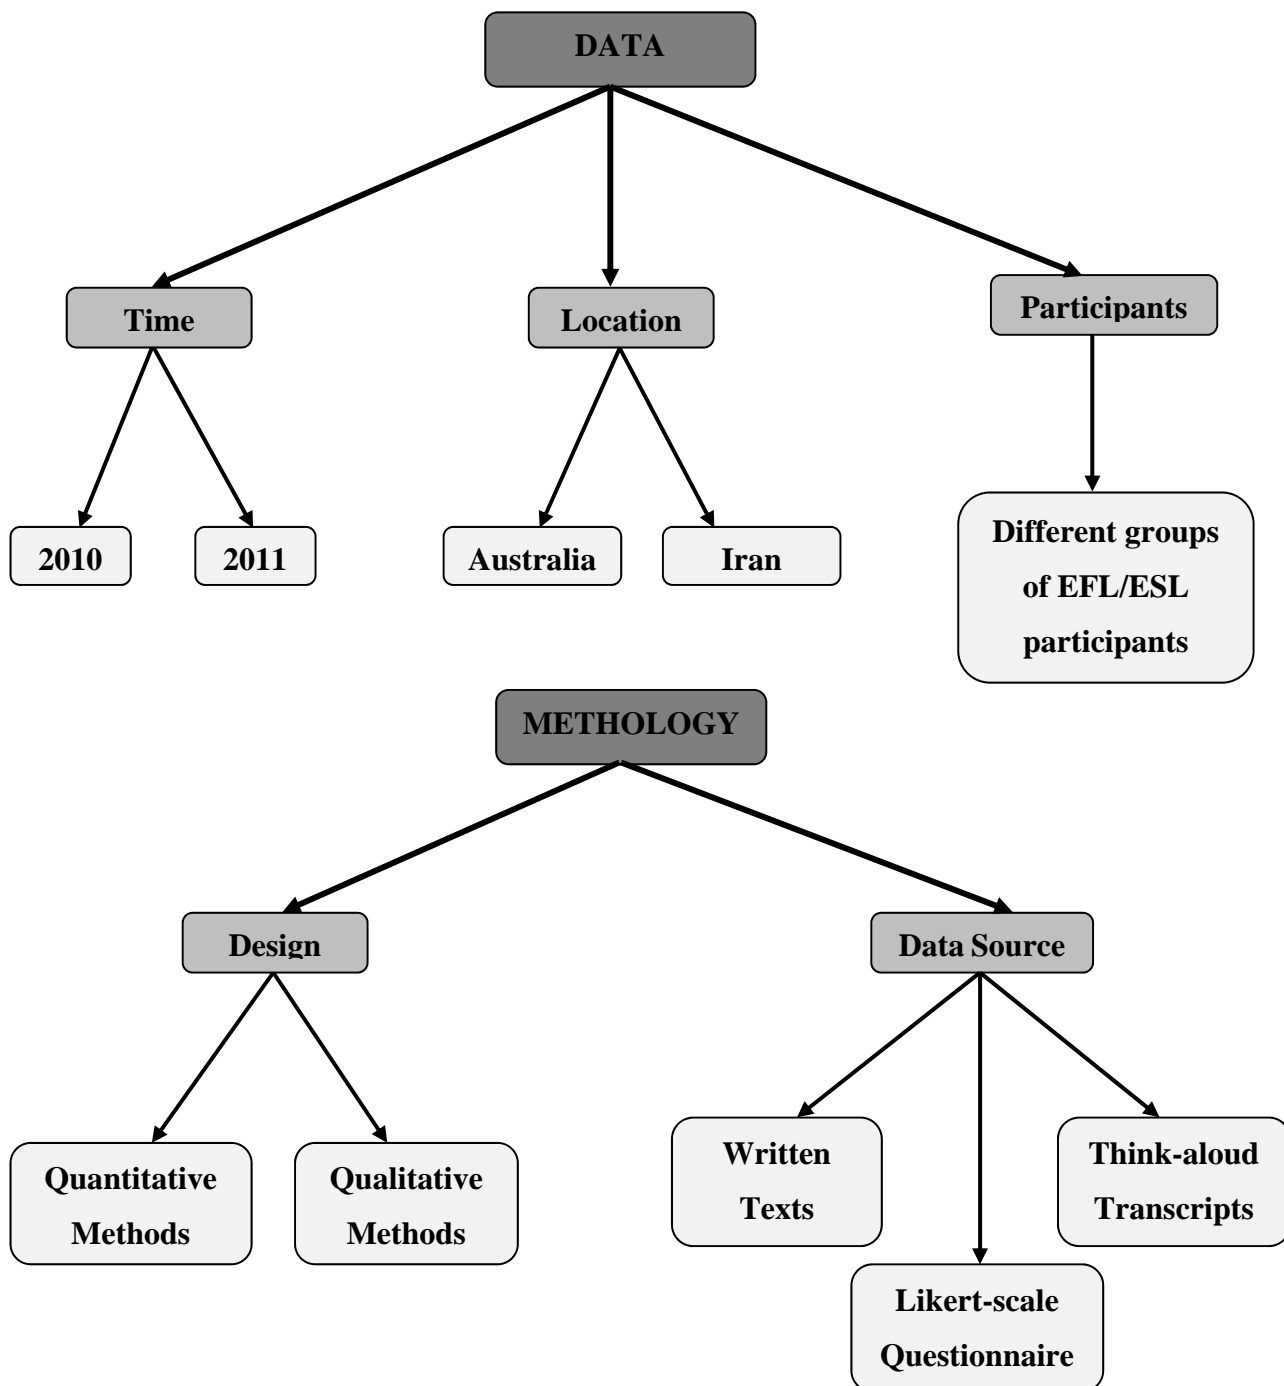 DATA
Time
Location
Participants
2010
2011
Australia
Iran
Different groups
of EFL/ESL
participants
METHOLOGY
Design
Data Source
Quantitative
Methods
Qualitative
Methods
Written
Texts
Think-aloud
Transcripts
Likert-scale
Questionnaire